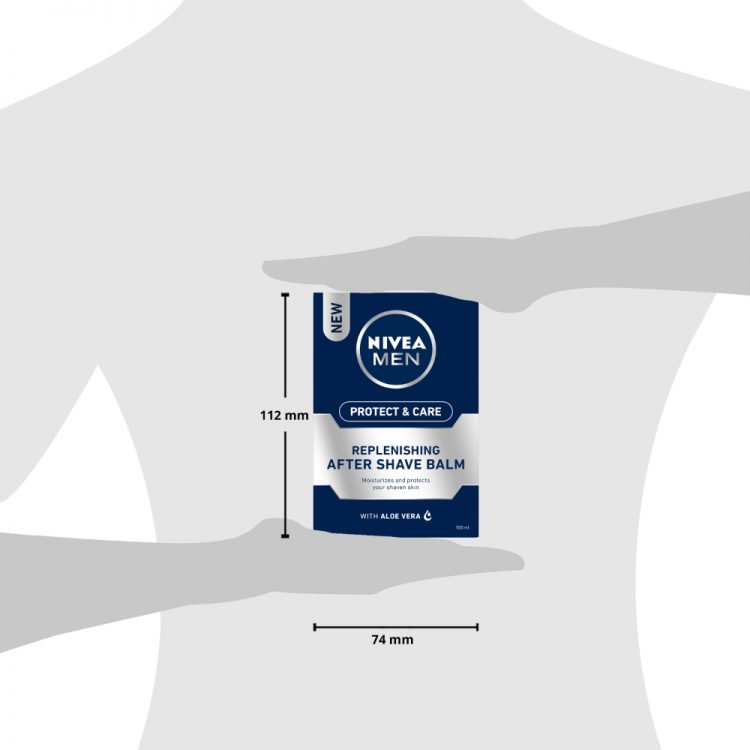 NEW
NIVEA
MEN
PROTECT & CARE
112 mm
REPLENISHING
AFTER SHAVE BALM
Moisturizes and protects
your shaven skin
WITH ALOE VERA
100 ml
74 mm